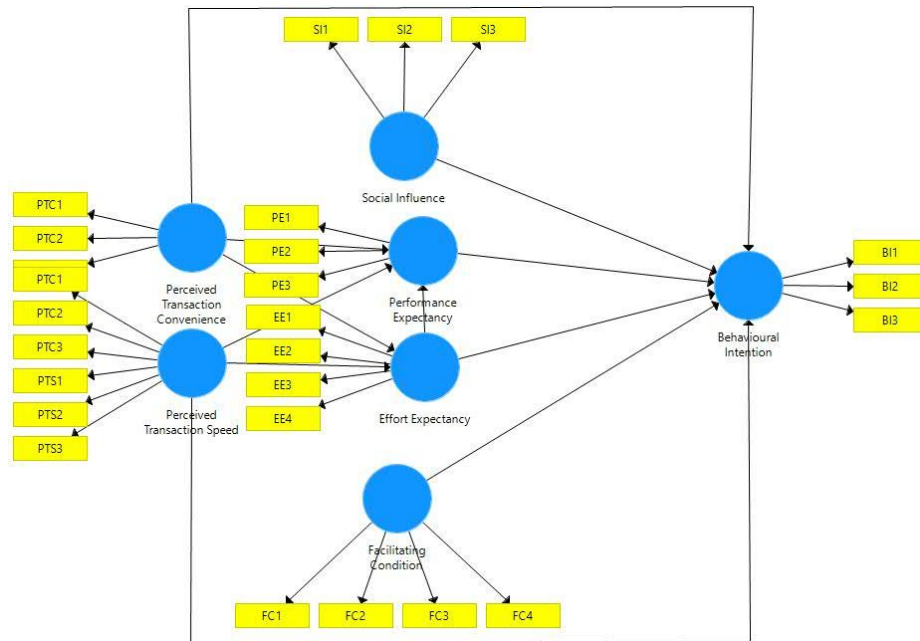 SI1
SI2
SI3
Social Influence
PTC1
PTC2
PTC1
PTC2
PTC3
PTS1
PTS2
PTS3
Perceived
Transaction
Convenience
Perceived
Transaction Speed
PE1
PE2
PE3
Performance
Expectancy
EE1
EE2
EE3
EE4
Effort Expectancy
Behavioural
Intention
BI1
BI2
BI3
Facilitating
Condition
FC1
FC2
FC3
FC4